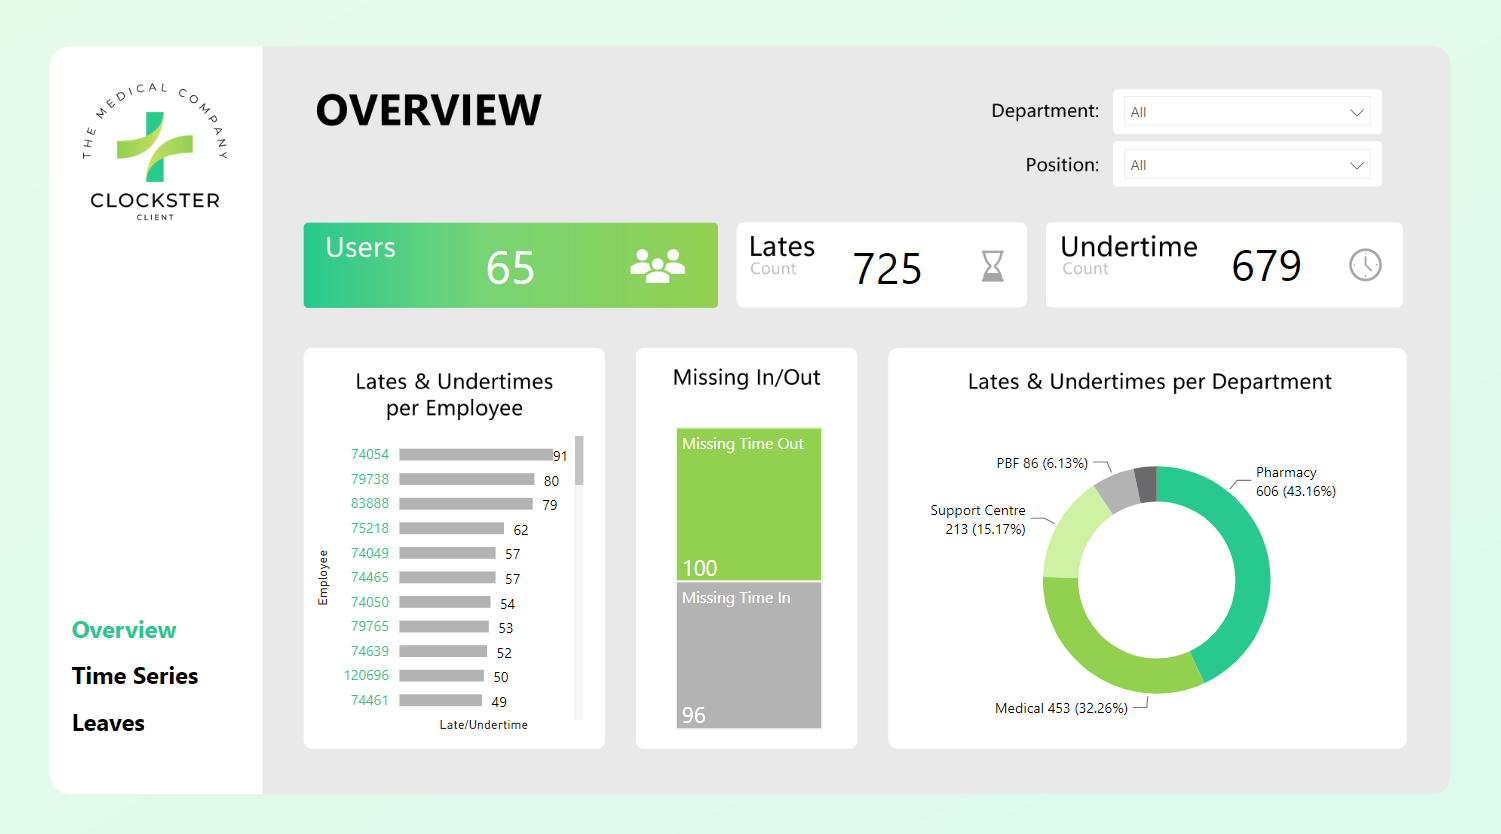 THE MEDICAL COMPANY
CLOCKSTER
CLIENT
Overview
Time Series
Leaves
OVERVIEW
Department:
All
Position:
All
Users
65
Lates
Count
725
Undertime
Count
679
Lates & Undertimes
per Employee
Employee
74054 91
79738 80
83888 79
75218 62
74049 57
74465 57
74050 54
79765 53
74639 52
120696 50
74461 49
Late/Undertime
Missing In/Out
Missing Time Out
100
Missing Time In
96
Lates & Undertimes per Department
PBF 86 (6.13%)
Pharmacy
606 (43.16%)
Support Centre
213 (15.17%)
Medical 453 (32.26%)